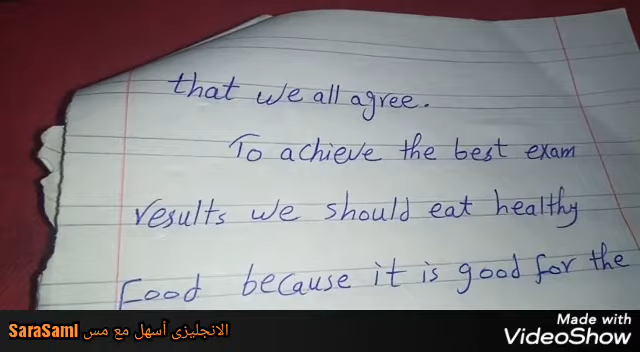 that we all agree.
To achieve the best exam
results we should eat healthy
Food because it is good for the
الانجليزى أسهل مع مس SaraSamI
Made with
VideoShow